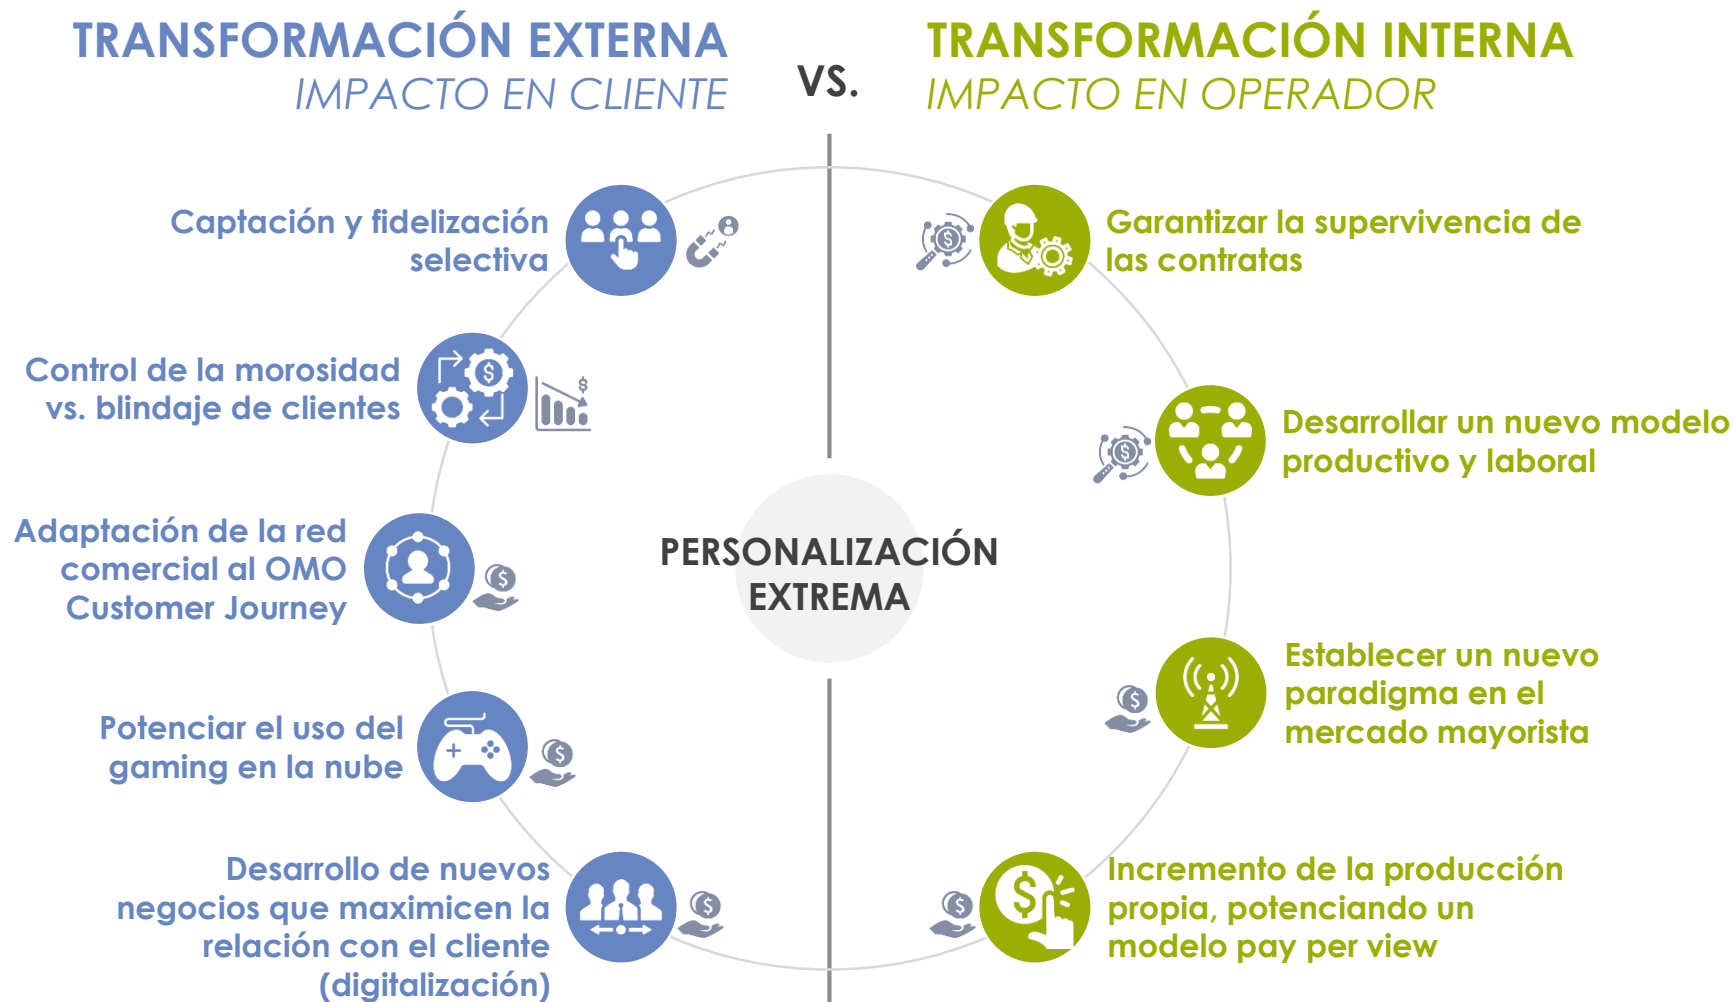 TRANSFORMACIÓN EXTERNA
IMPACTO EN CLIENTE
VS.
TRANSFORMACIÓN INTERNA
IMPACTO EN OPERADOR
Captación y fidelización
selectiva
Control de la morosidad
vs. blindaje de clientes
Adaptación de la red
comercial al OMO
Customer Journey
Potenciar el uso del
gaming en la nube
Desarrollo de nuevos
negocios que maximicen la
relación con el cliente
(digitalización)
PERSONALIZACIÓN
EXTREMA
Garantizar la supervivencia de
las contratas
Desarrollar un nuevo modelo
productivo y laboral
Establecer un nuevo
paradigma en el
mercado mayorista
Incremento de la producción
propia, potenciando un
modelo pay per view